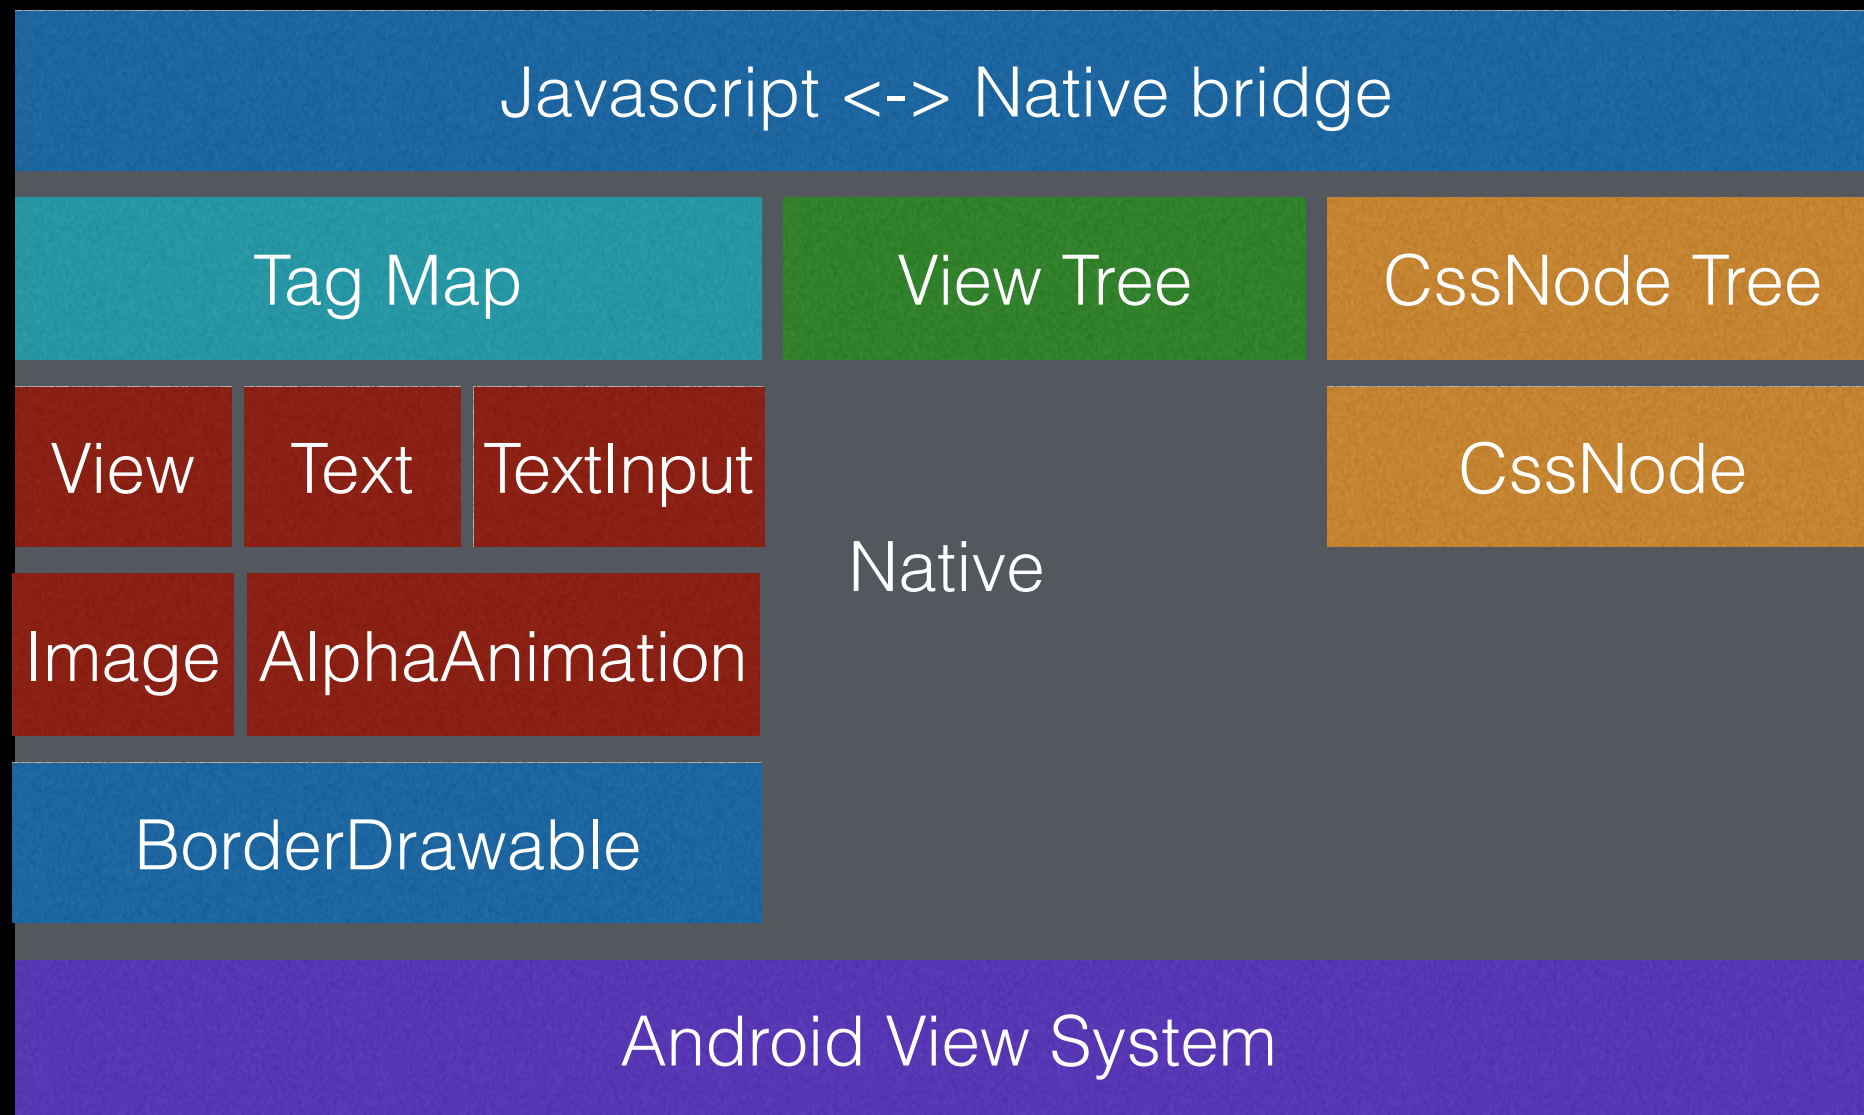 Javascript <-> Native bridge
Tag Map
View Tree
CssNode Tree
View
Text
TextInput
CssNode
Native
Image
AlphaAnimation
BorderDrawable
Android View System